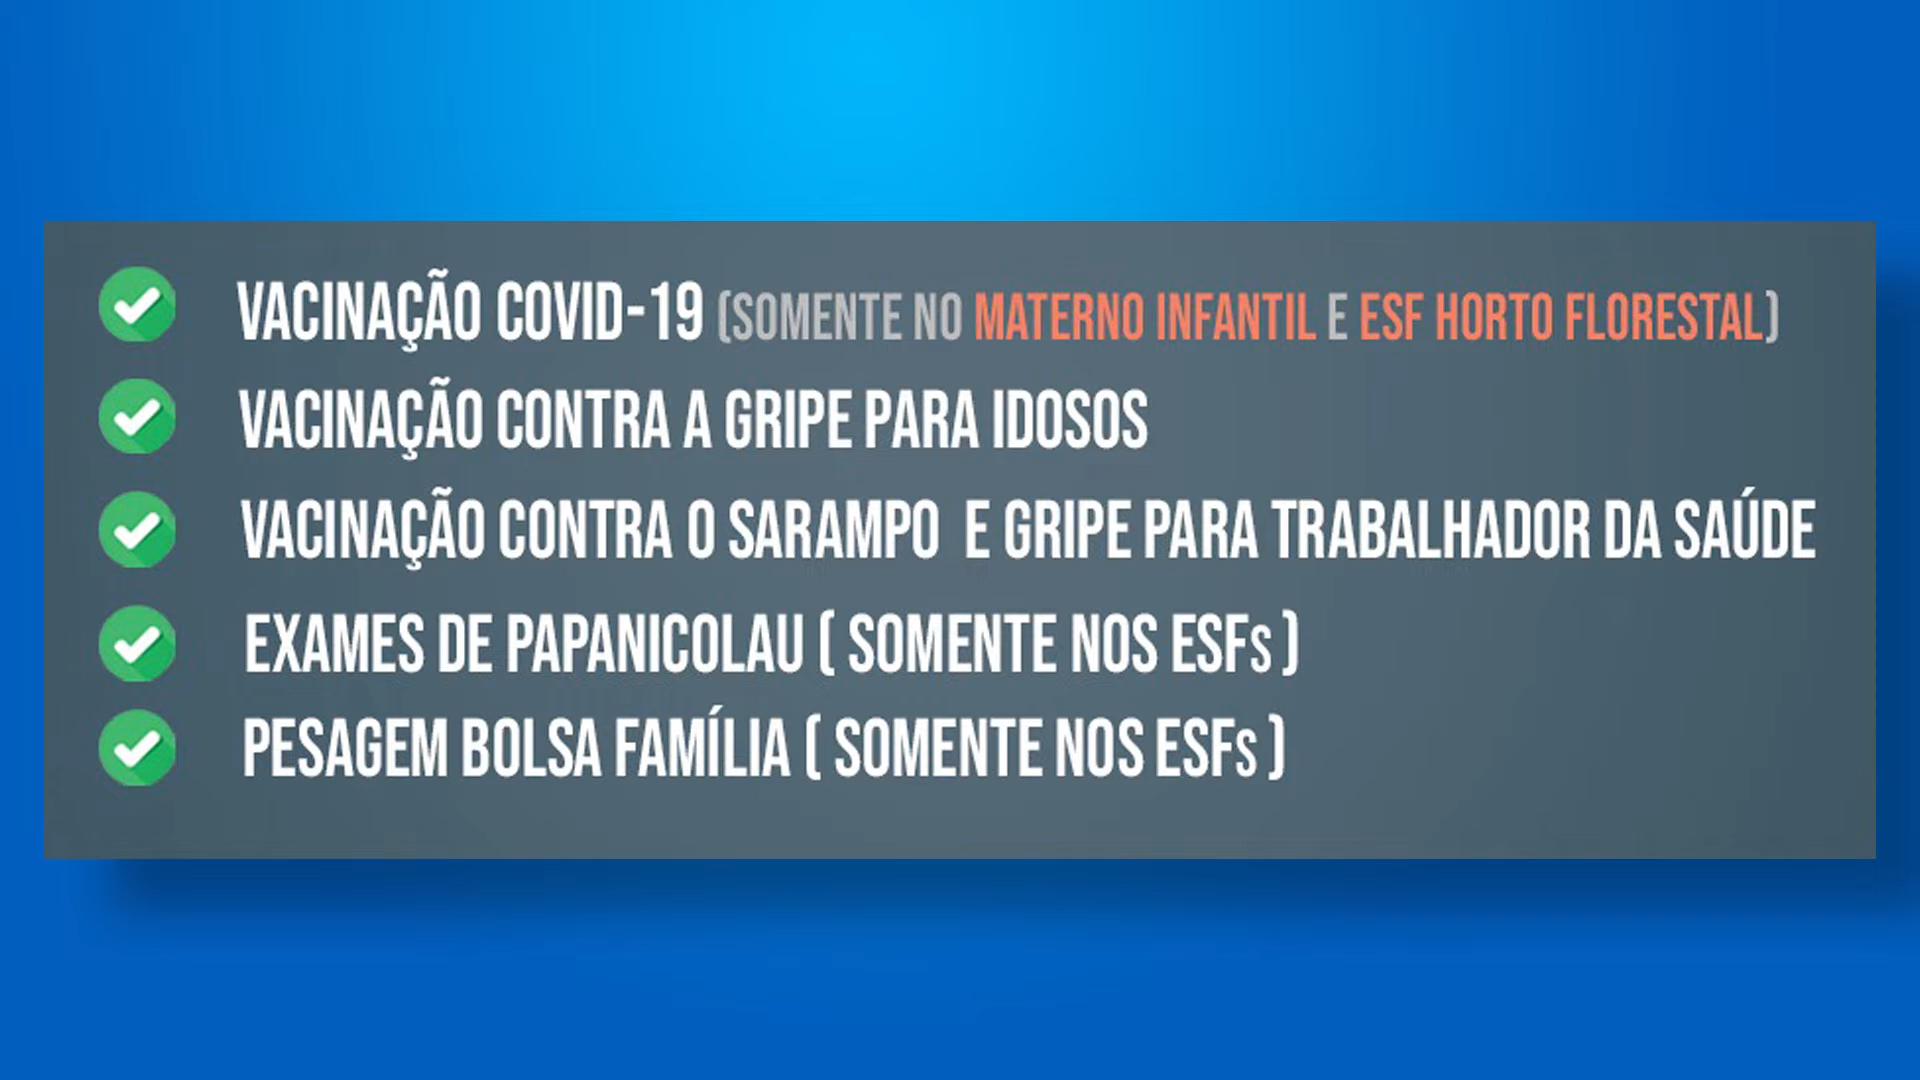 VACINAÇÃO COVID-19 (SOMENTE NO MATERNO INFANTIL E ESF HORTO FLORESTAL)
VACINAÇÃO CONTRA A GRIPE PARA IDOSOS
VACINAÇÃO CONTRA O SARAMPO E GRIPE PARA TRABALHADOR DA SAÚDE
EXAMES DE PAPANICOLAU ( SOMENTE NOS ESFs )
PESAGEM BOLSA FAMÍLIA ( SOMENTE NOS ESFs )